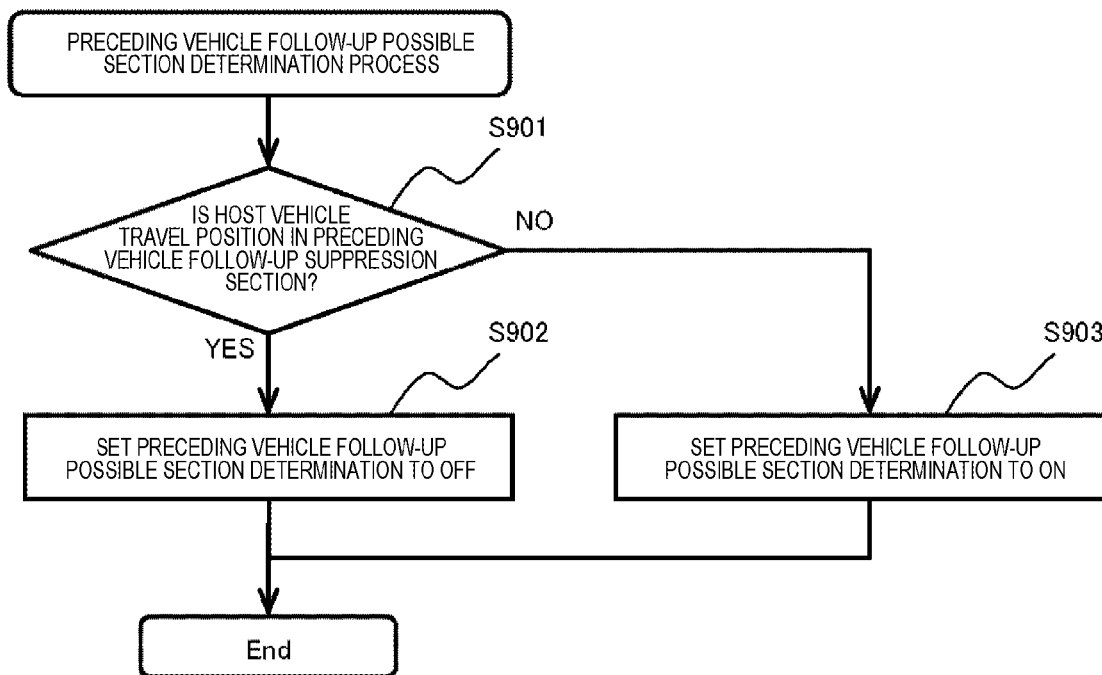 PRECEDING VEHICLE FOLLOW-UP POSSIBLE
SECTION DETERMINATION PROCESS
S901
IS HOST VEHICLE
TRAVEL POSITION IN PRECEDING
VEHICLE FOLLOW-UP SUPPRESSION
SECTION?
NO
YES
S902
S903
SET PRECEDING VEHICLE FOLLOW-UP
POSSIBLE SECTION DETERMINATION TO OFF
SET PRECEDING VEHICLE FOLLOW-UP
POSSIBLE SECTION DETERMINATION TO ON
End